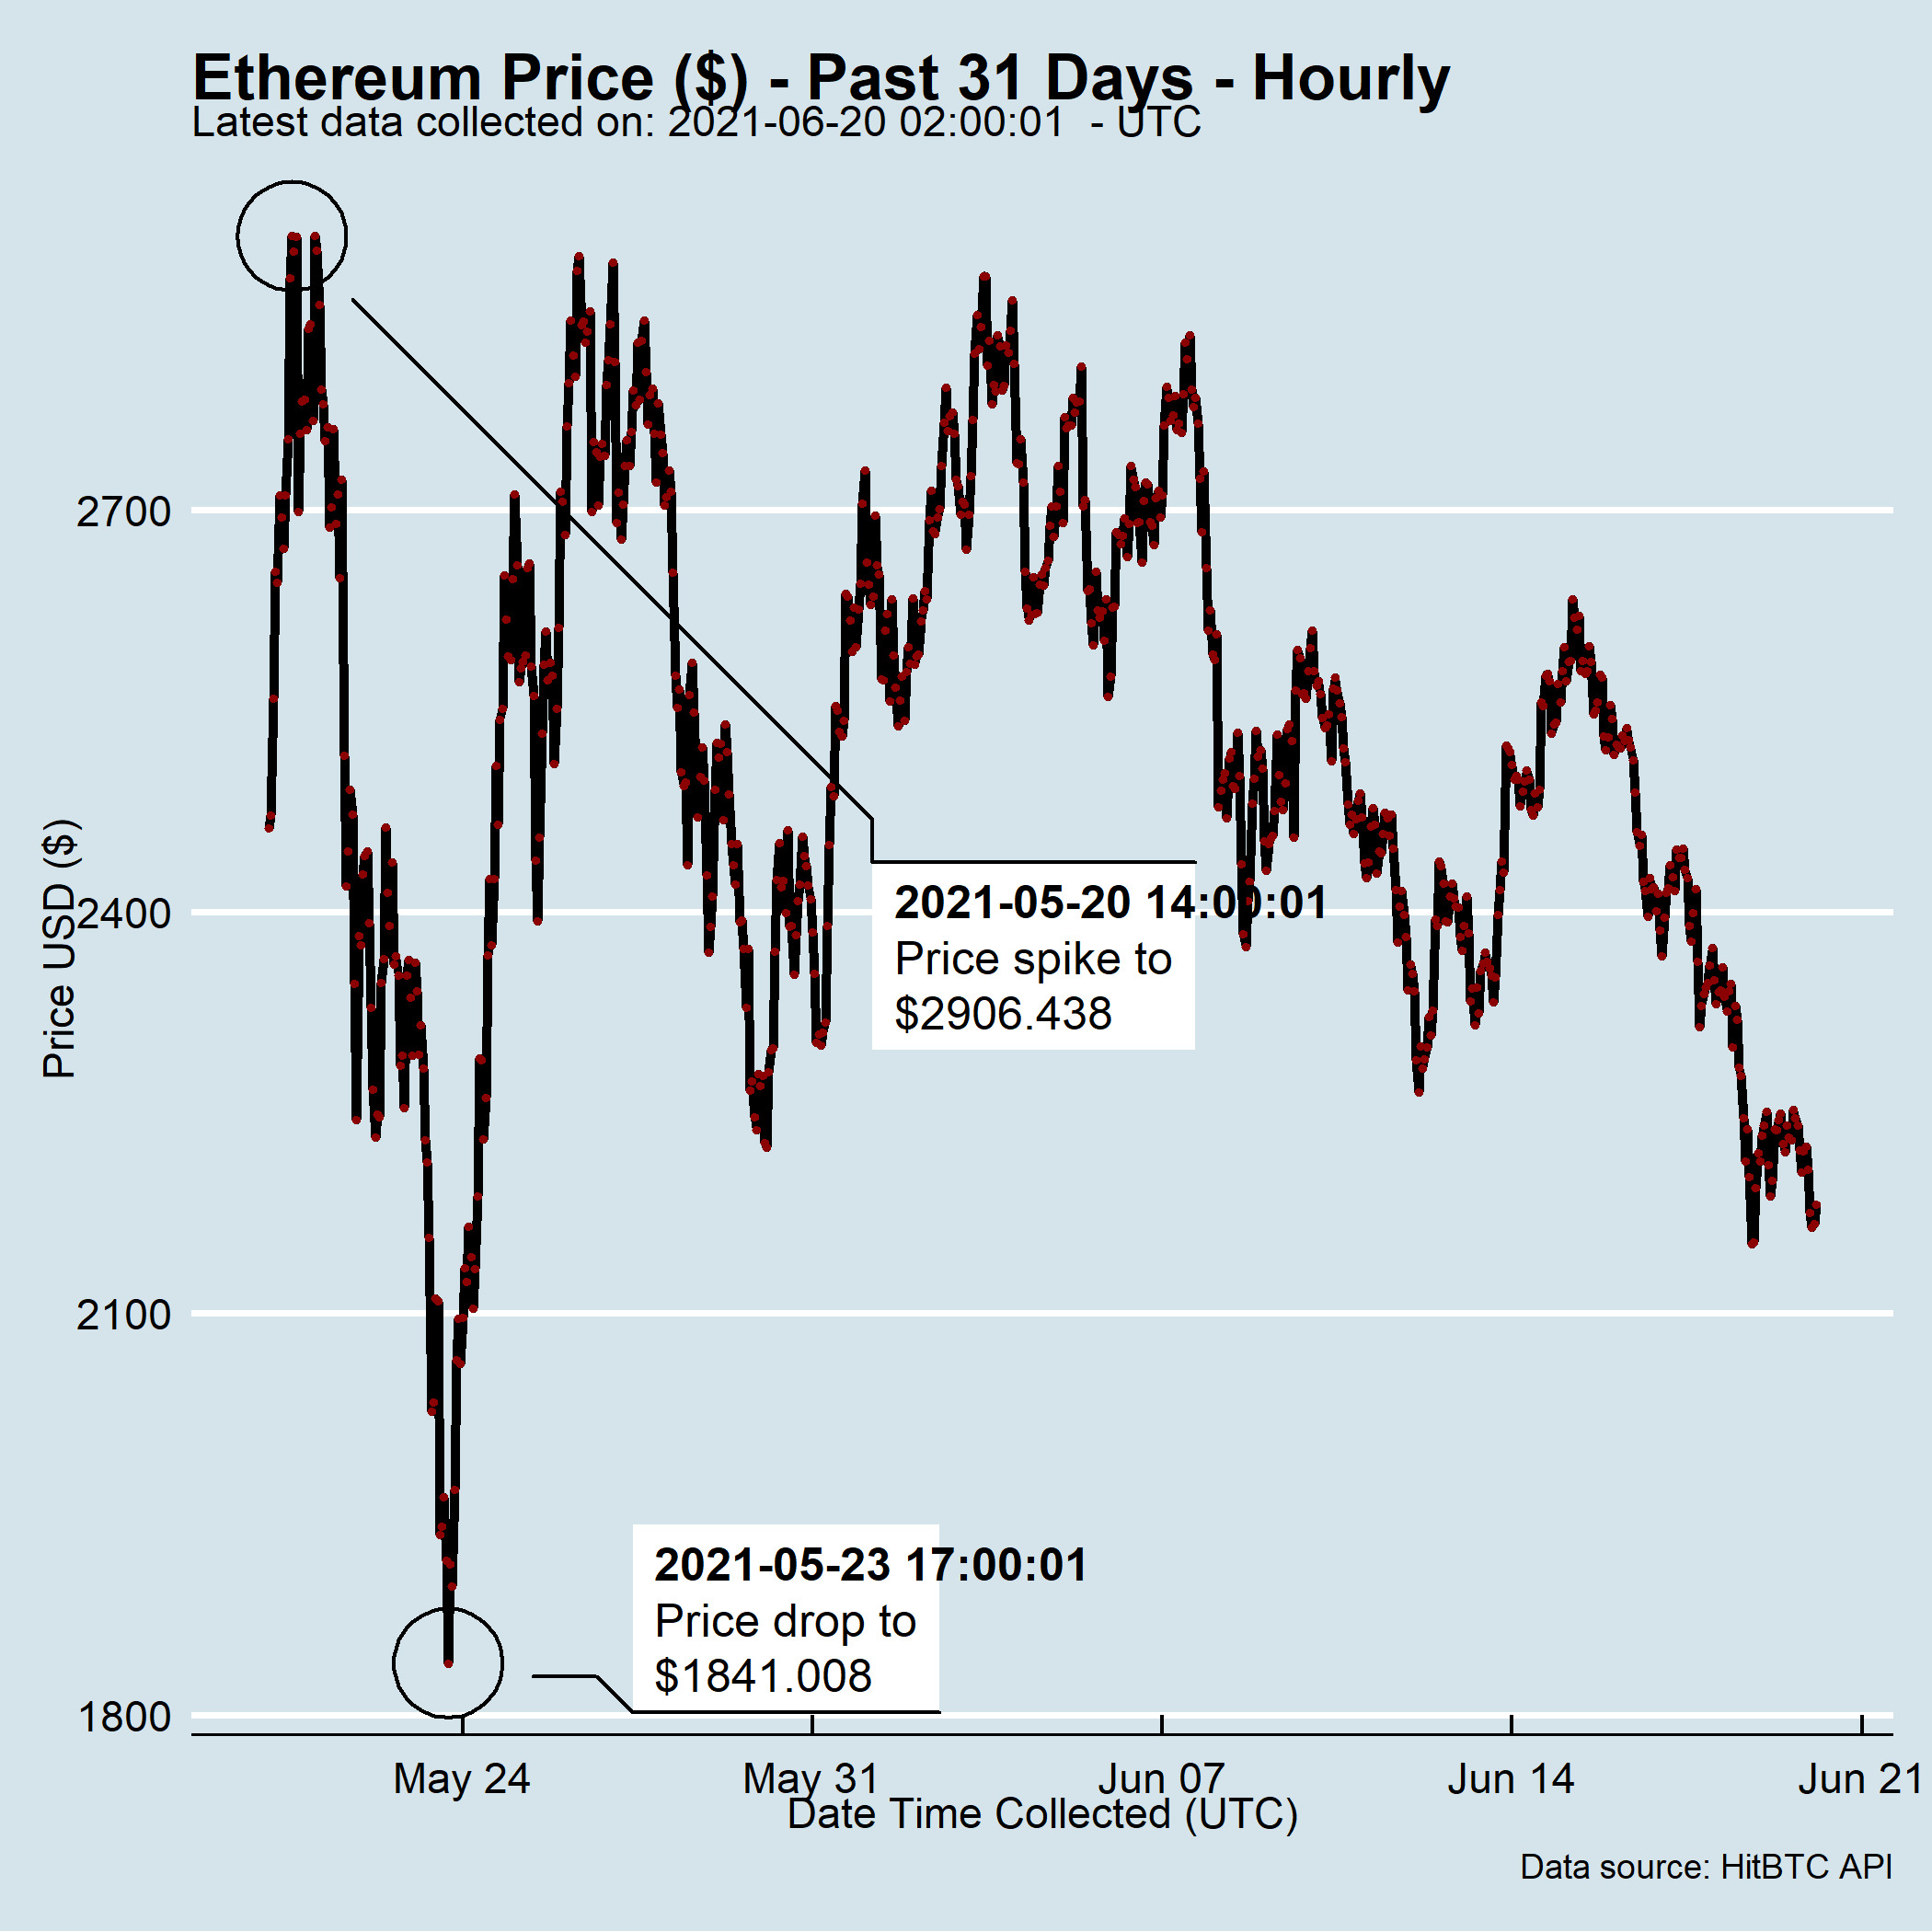 Ethereum Price ($) - Past 31 Days - Hourly
Latest data collected on: 2021-06-20 02:00:01  - UTC
Price USD ($)
2700
2400
2100
1800
2021-05-20 14:00:01
Price spike to
$2906.438
2021-05-23 17:00:01
Price drop to
$1841.008
May 24
May 31
Jun 07
Jun 14
Jun 21
Date Time Collected (UTC)
Data source: HitBTC API